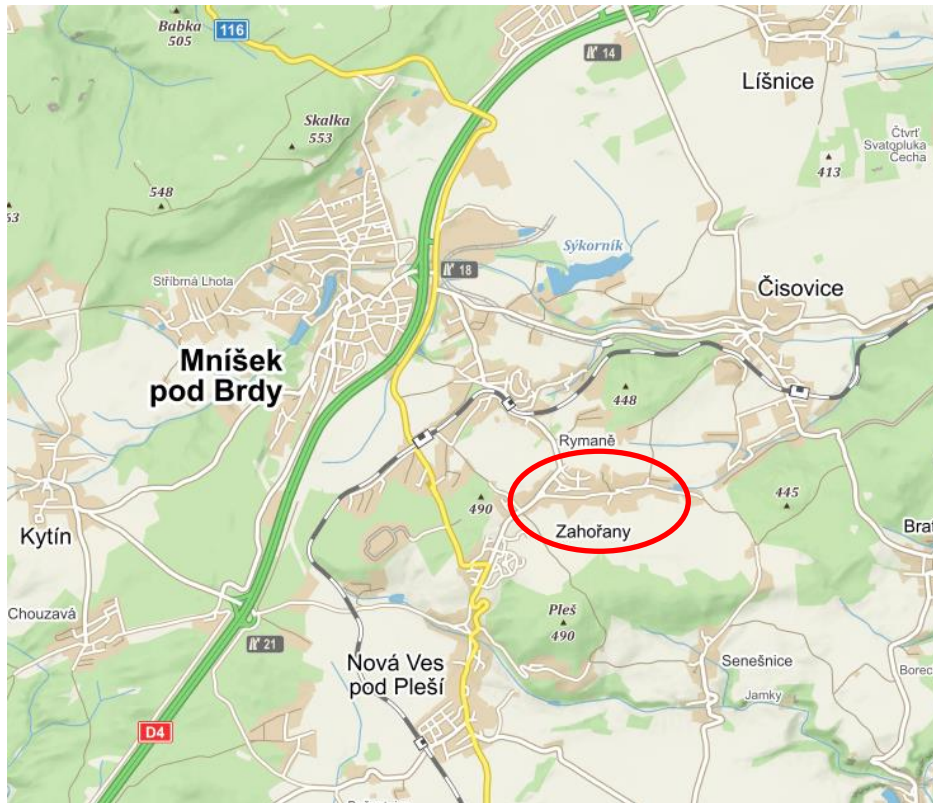 Babka
505
116
14
Líšnice
Skalka
553
Čtvrť
Svatopluka
Čecha
413
548
63
Sýkorník
18
Stříbrná Lhota
Čisovice
Mníšek
pod Brdy
448
Rymaně
490
445
Zahořany
Kytín
Brat
Chouzavá
Pleš
490
21
Nová Ves
pod Pleší
Senešnice
Borec
Jamky
D4